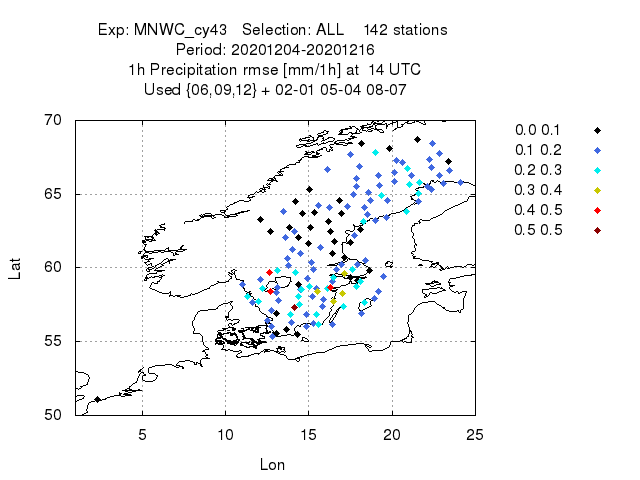 Exp: MNWC_cy43 Selection: ALL 142 stations
Period: 20201204-20201216
1h Precipitation rmse [mm/1h] at 14 UTC
Used {06,09,12} + 02-01 05-04 08-07
70
65
60
55
50
Lat
5
10
15
20
25
Lon
0.0 0.1
0.1 0.2
0.2 0.3
0.3 0.4
0.4 0.5
0.5 0.5